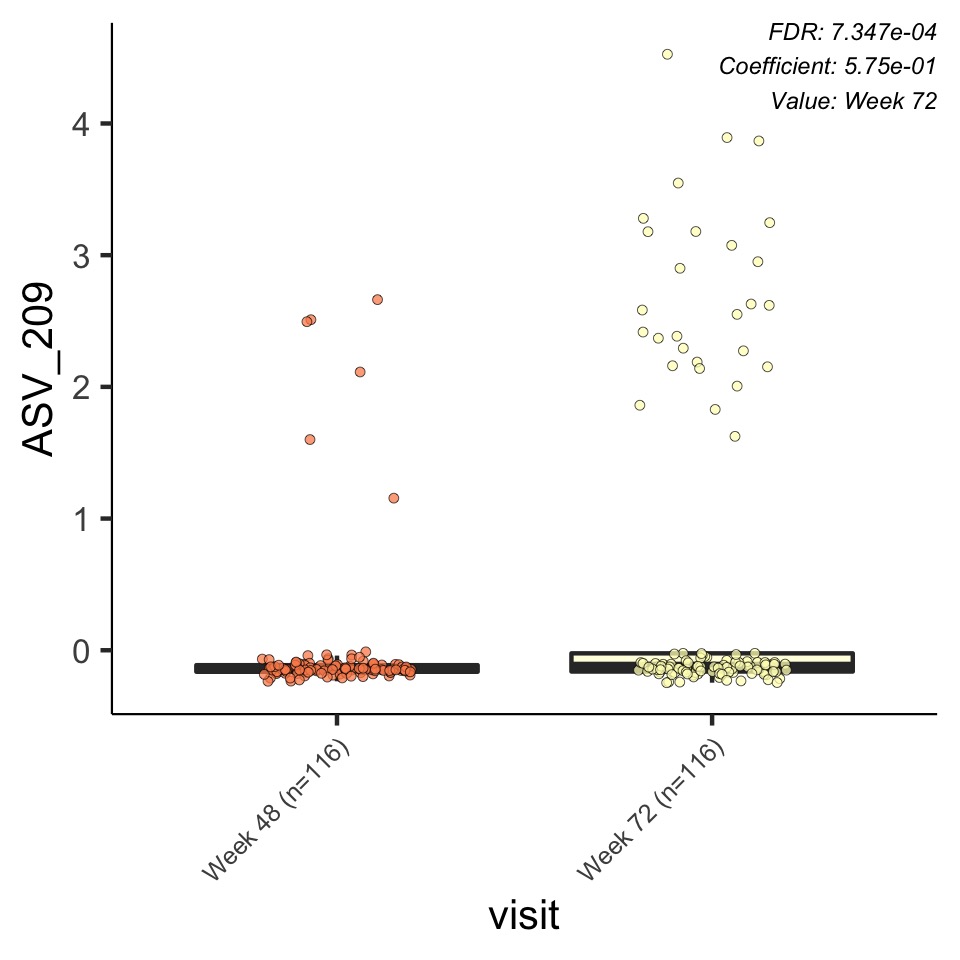 FDR: 7.347e-04
Coefficient: 5.75e-01
Value: Week 72
4
3
2
1
0
ASV_209
Week 48 (n=116)
Week 72 (n=116)
visit